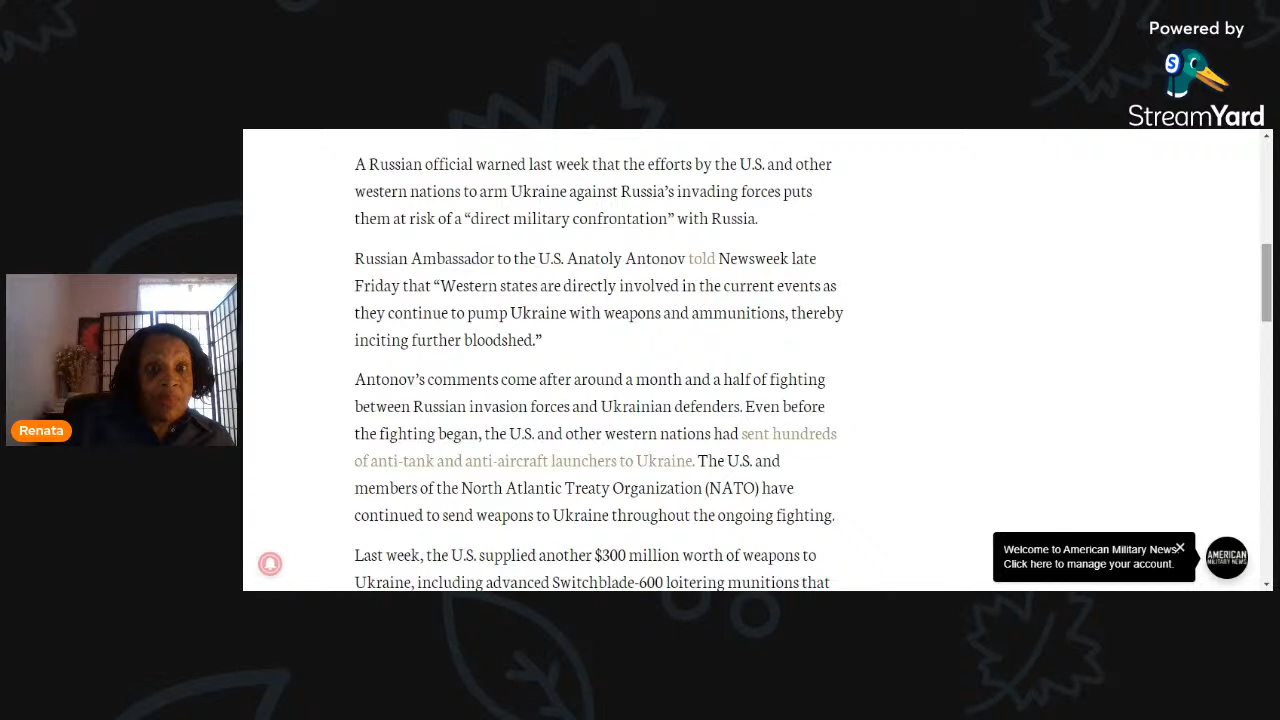 Powered by
S
StreamYard
A Russian official warned last week that the efforts by the U.S. and other
western nations to arm Ukraine against Russia’s invading forces puts
them at risk of a “direct military confrontation” with Russia.
Russian Ambassador to the U.S. Anatoly Antonov told Newsweek late
Friday that “Western states are directly involved in the current events as
they continue to pump Ukraine with weapons and ammunitions, thereby
inciting further bloodshed.”
Antonov’s comments come after around a month and a half of fighting
between Russian invasion forces and Ukrainian defenders. Even before
the fighting began, the U.S. and other western nations had sent hundreds
of anti-tank and anti-aircraft launchers to Ukraine. The U.S. and
members of the North Atlantic Treaty Organization (NATO) have
continued to send weapons to Ukraine throughout the ongoing fighting.
Last week, the U.S. supplied another $300 million worth of weapons to
Ukraine, including advanced Switchblade-600 loitering munitions that
Renata
Welcome to American Military News
Click here to manage your account.
AMERICAN
MILITARY NEWS